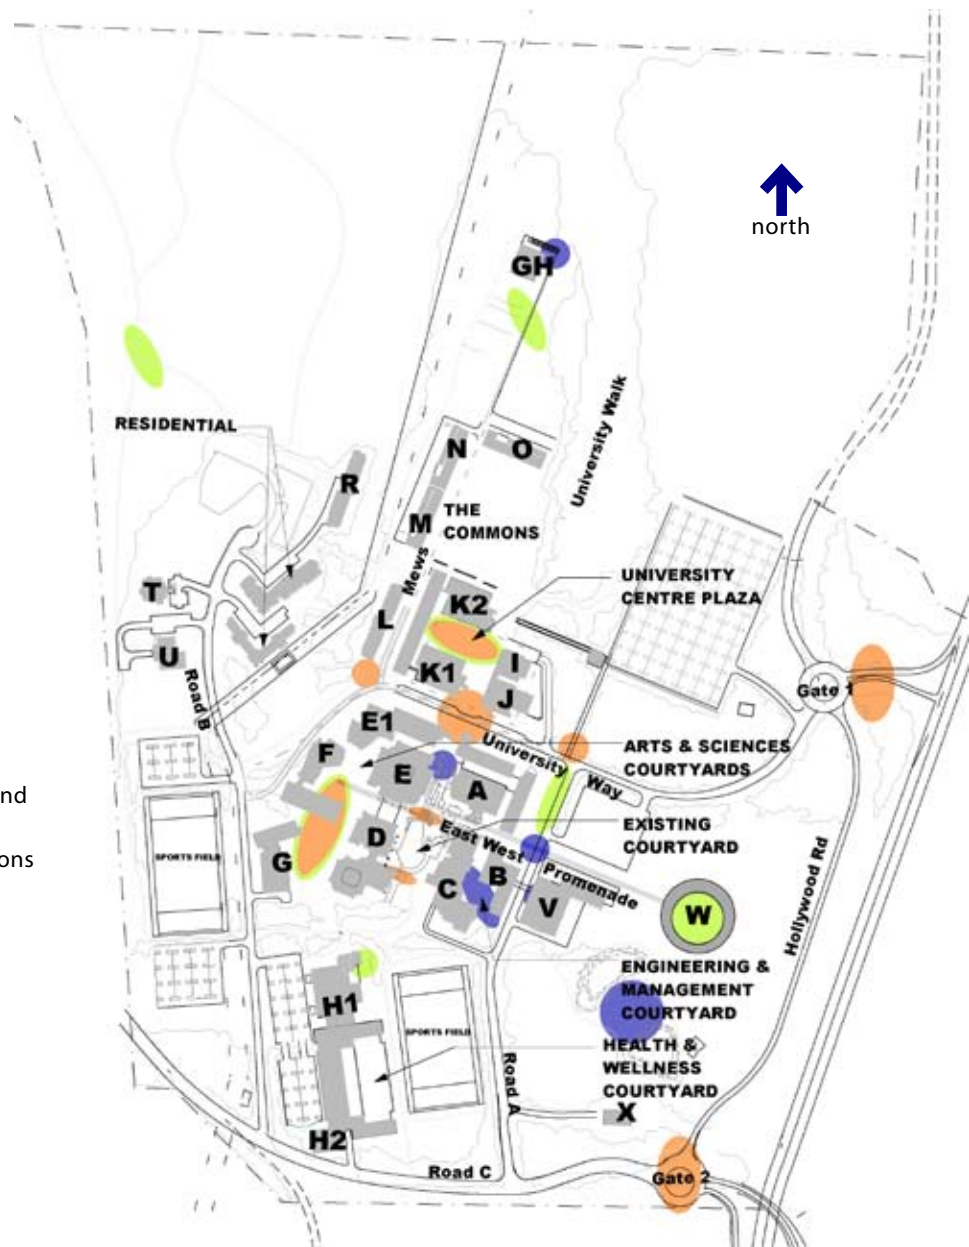 north
GH
University Walk
RESIDENTIAL
N
O
R
M
THE
COMMONS
Mews
UNIVERSITY
CENTRE PLAZA
T
K2
L
U
K1
I
J
Road B
Gate 1
E1
F
University
Way
ARTS & SCIENCES
COURTYARDS
E
A
nd
EXISTING
COURTYARD
D
East West
Promenade
ons
SPORTS FIELD
G
C
B
V
W
Hollywood Rd
ENGINEERING &
MANAGEMENT
COURTYARD
H1
SPORTS FIELD
HEALTH &
WELLNESS
COURTYARD
Road A
X
H2
Road C
Gate 2